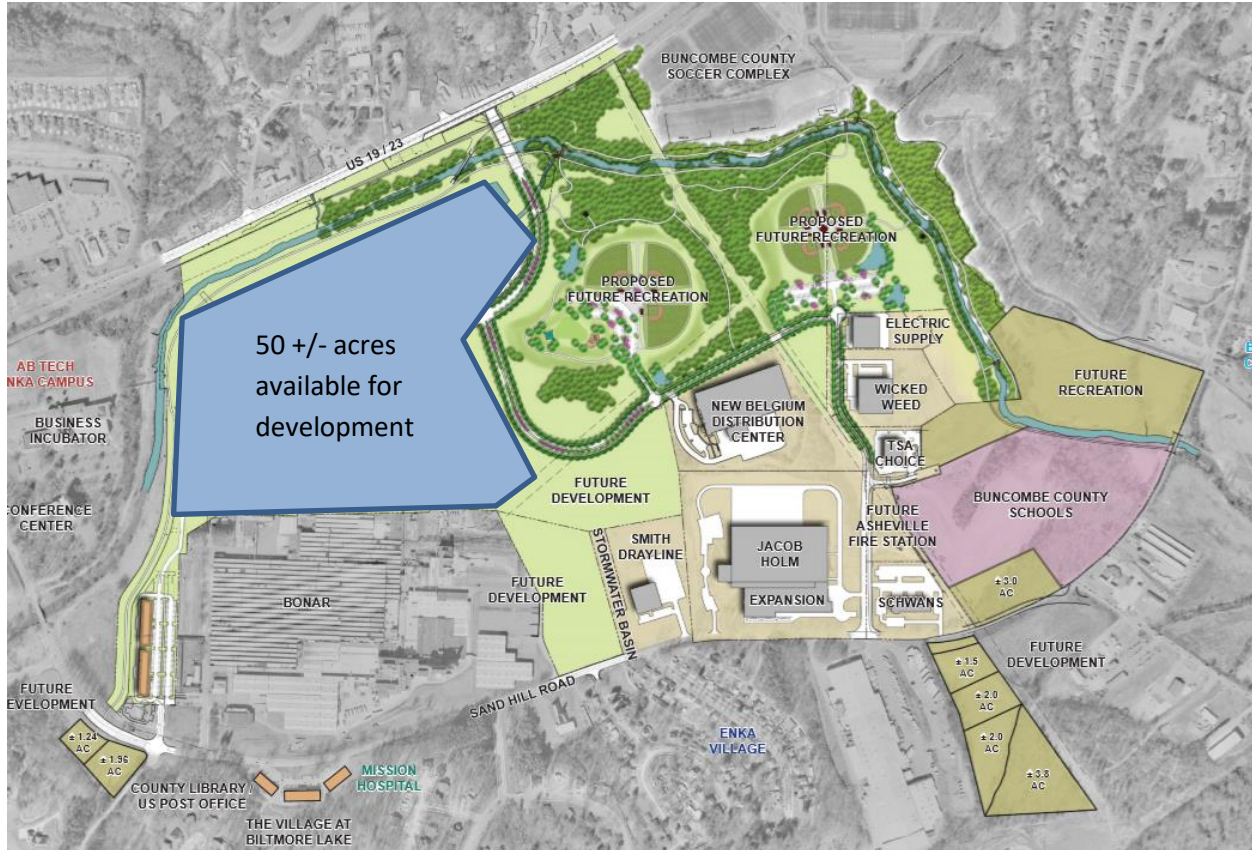 BUNCOMBE COUNTY
SOCCER COMPLEX
US 19 / 23
PROPOSED
FUTURE RECREATION
PROPOSED
FUTURE RECREATION
50 +/- acres
available for
development
ELECTRIC
SUPPLY
AB TECH
NKA CAMPUS
FUTURE
RECREATION
WICKED
WEED
BUSINESS
INCUBATOR
NEW BELGIUM
DISTRIBUTION
CENTER
TSA
CHOICE
FUTURE
DEVELOPMENT
BUNCOMBE COUNTY
SCHOOLS
ONFERENCE
CENTER
FUTURE
ASHEVILLE
FIRE STATION
STORMWATER BASIN
SMITH
DRAYLINE
JACOB
HOLM
FUTURE
DEVELOPMENT
± 3.0
AC
BONAR
EXPANSION
SCHWANS
FUTURE
DEVELOPMENT
± 1.5
AC
FUTURE
EVELOPMENT
SAND HILL ROAD
± 2.0
AC
± 1.24
AC
ENKA
VILLAGE
± 2.0
AC
± 1.96
AC
MISSION
HOSPITAL
± 3.8
AC
COUNTY LIBRARY /
US POST OFFICE
THE VILLAGE AT
BILTMORE LAKE